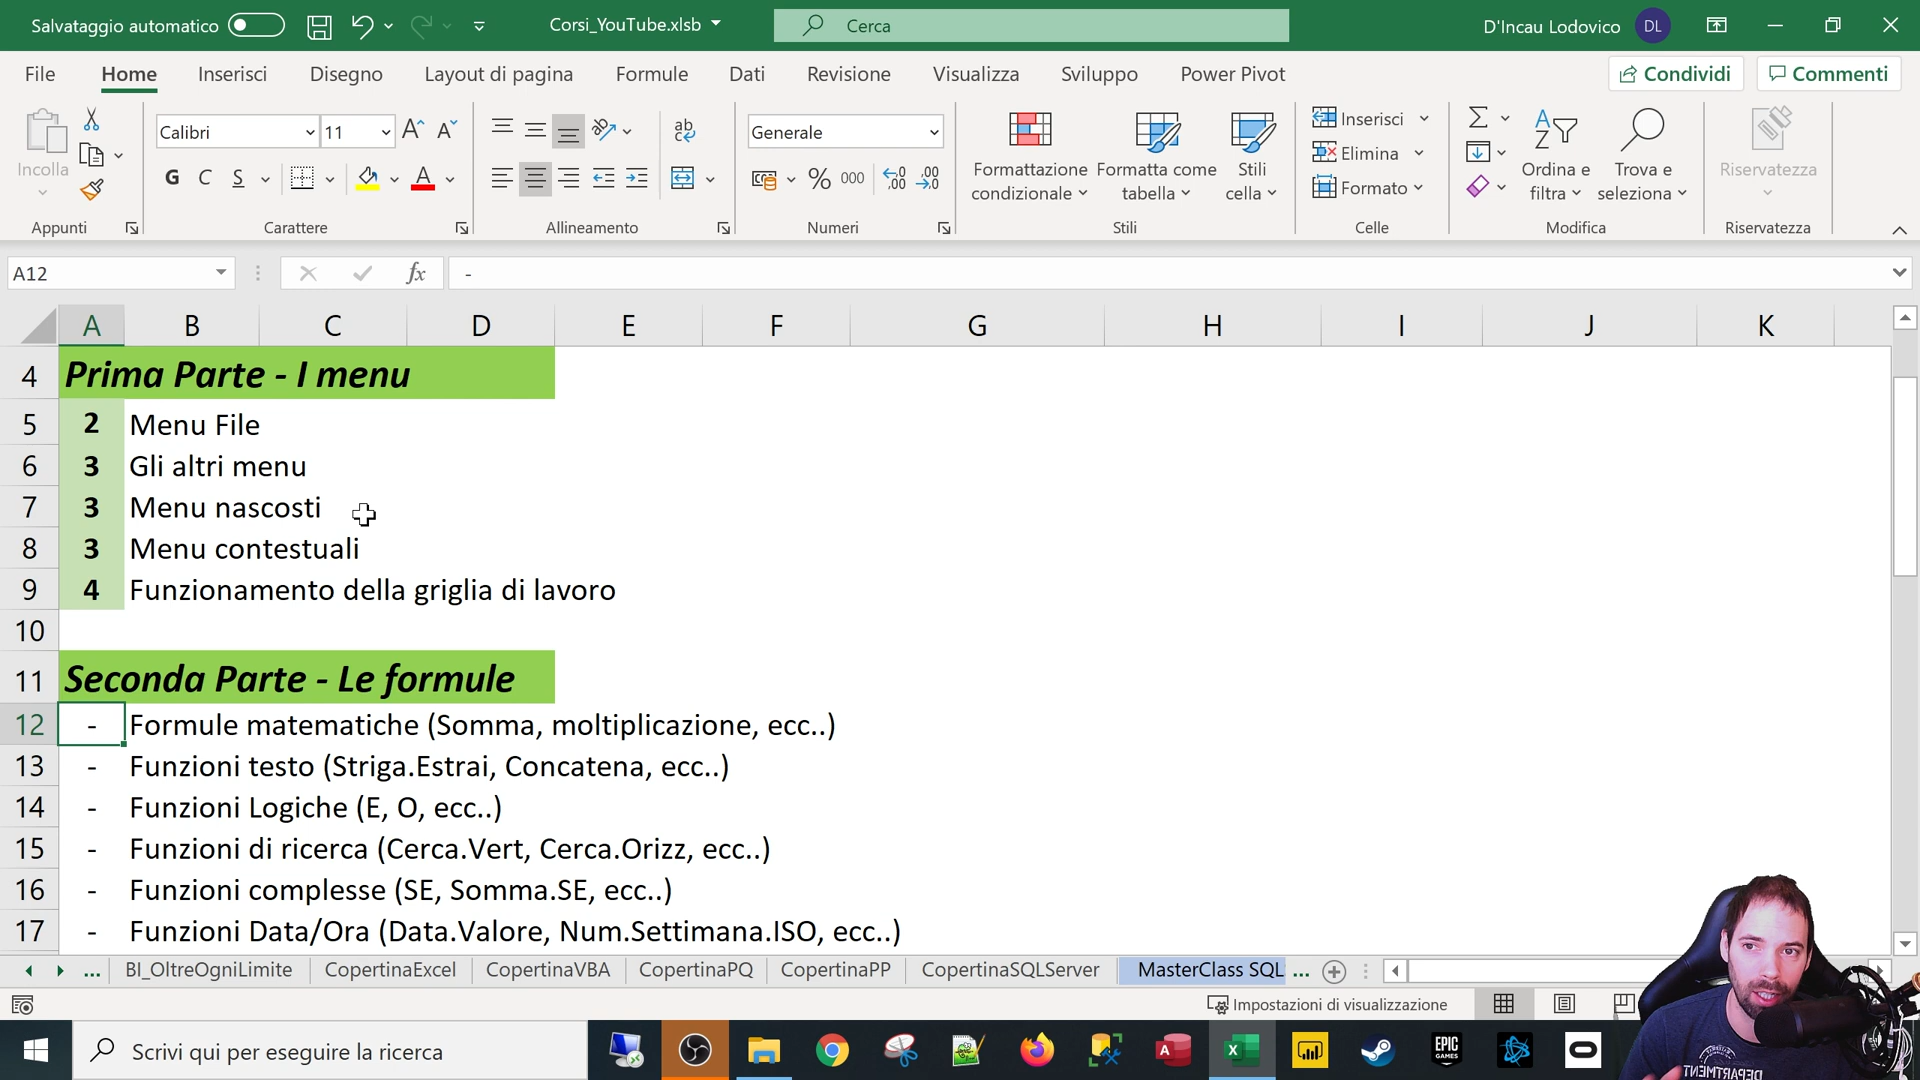 Salvataggio automatico
Corsi_YouTube.xlsb
Cerca
D'Incau Lodovico
DL
File
Home
Inserisci
Disegno
Layout di pagina
Formule
Dati
Revisione
Visualizza
Sviluppo
Power Pivot
Condividi
Commenti
Incolla
Appunti
Calibri
11
G C S
Carattere
ab
Allineamento
Generale
% 000
Numeri
Formattazione condizionale
Formatta come tabella
Stili cella
Stili
Inserisci
Elimina
Formato
Celle
Ordina e filtra
Trova e seleziona
Modifica
Riservatezza
Riservatezza
A12
fx
-
A B C D E F G H I J K
4 Prima Parte - I menu
5 2 Menu File
6 3 Gli altri menu
7 3 Menu nascosti
8 3 Menu contestuali
9 4 Funzionamento della griglia di lavoro
10
11 Seconda Parte - Le formule
12 - Formule matematiche (Somma, moltiplicazione, ecc..)
13 - Funzioni testo (Striga.Estrai, Concatena, ecc..)
14 - Funzioni Logiche (E, O, ecc..)
15 - Funzioni di ricerca (Cerca.Vert, Cerca.Orizz, ecc..)
16 - Funzioni complesse (SE, Somma.SE, ecc..)
17 - Funzioni Data/Ora (Data.Valore, Num.Settimana.ISO, ecc..)
... BI_OltreOgniLimite CopertinaExcel CopertinaVBA CopertinaPQ CopertinaPP CopertinaSQLServer MasterClass SQL ...
Impostazioni di visualizzazione
Scrivi qui per eseguire la ricerca
EPIC GAMES
DEPARTMENT